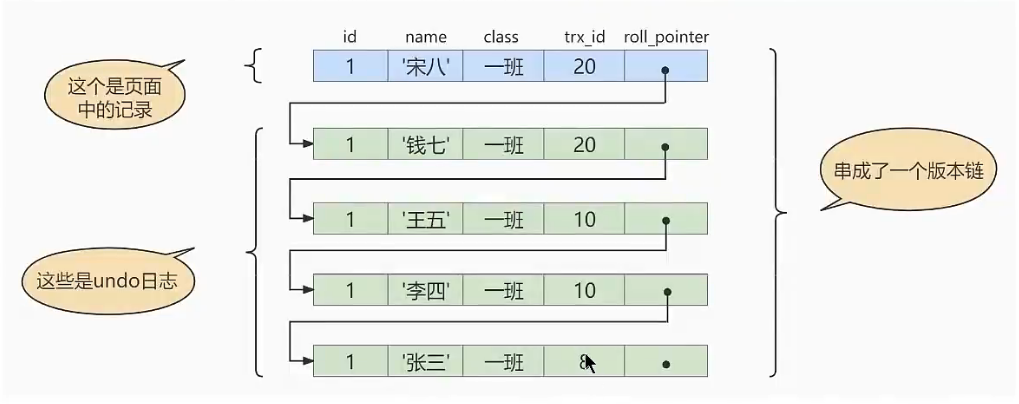 id name class trx_id roll_pointer
1 '宋八' 一班 20
这个是页面
中的记录
1 '钱七' 一班 20
串成了一个版本链
1 '王五' 一班 10
这些是undo日志
1 '李四' 一班 10
1 '张三' 一班 8